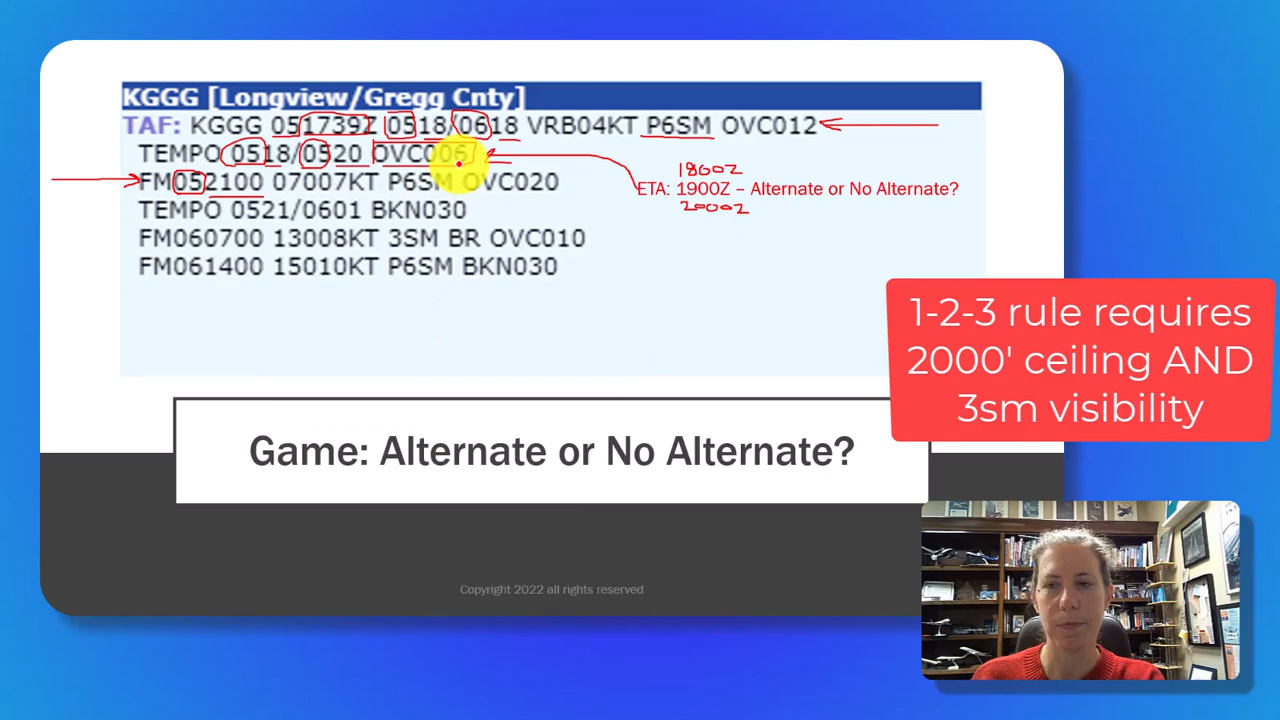 KGGG [Longview/Gregg Cnty]
TAF: KGGG 051739Z 0518/0618 VRB04KT P6SM OVC012
TEMPO 0518/0520 OVC006
FM052100 07007KT P6SM OVC020
TEMPO 0521/0601 BKN030
FM060700 13008KT 3SM BR OVC010
FM061400 15010KT P6SM BKN030
1800Z
ETA: 1900Z – Alternate or No Alternate?
2000Z
1-2-3 rule requires
2000' ceiling AND
3sm visibility
Game: Alternate or No Alternate?
Copyright 2022 all rights reserved